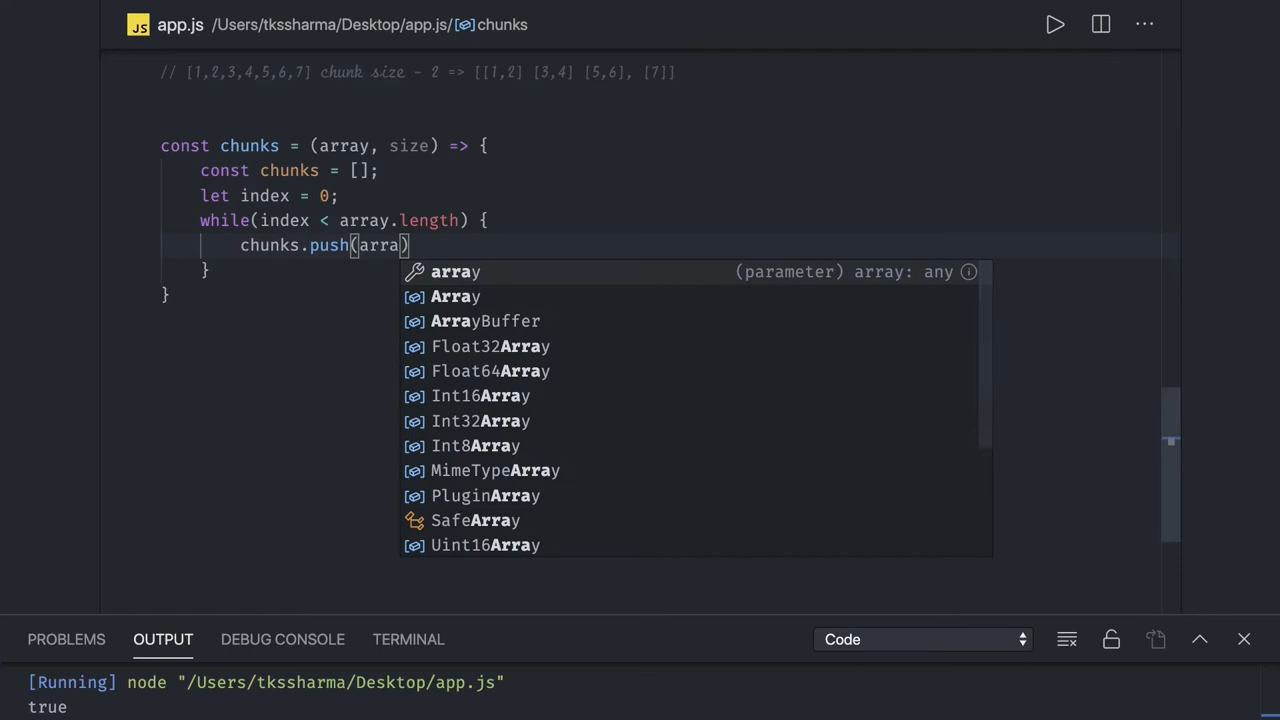 JS app.js /Users/tkssharma/Desktop/app.js/ chunks
// [1,2,3,4,5,6,7] chunk size - 2 => [[1,2] [3,4] [5,6], [7]]
const chunks = (array, size) => {
const chunks = [];
let index = 0;
while(index < array.length) {
chunks.push(arra)
}
}
array (parameter) array: any
Array
ArrayBuffer
Float32Array
Float64Array
Int16Array
Int32Array
Int8Array
MimeTypeArray
PluginArray
SafeArray
Uint16Array
PROBLEMS OUTPUT DEBUG CONSOLE TERMINAL Code
[Running] node "/Users/tkssharma/Desktop/app.js"
true